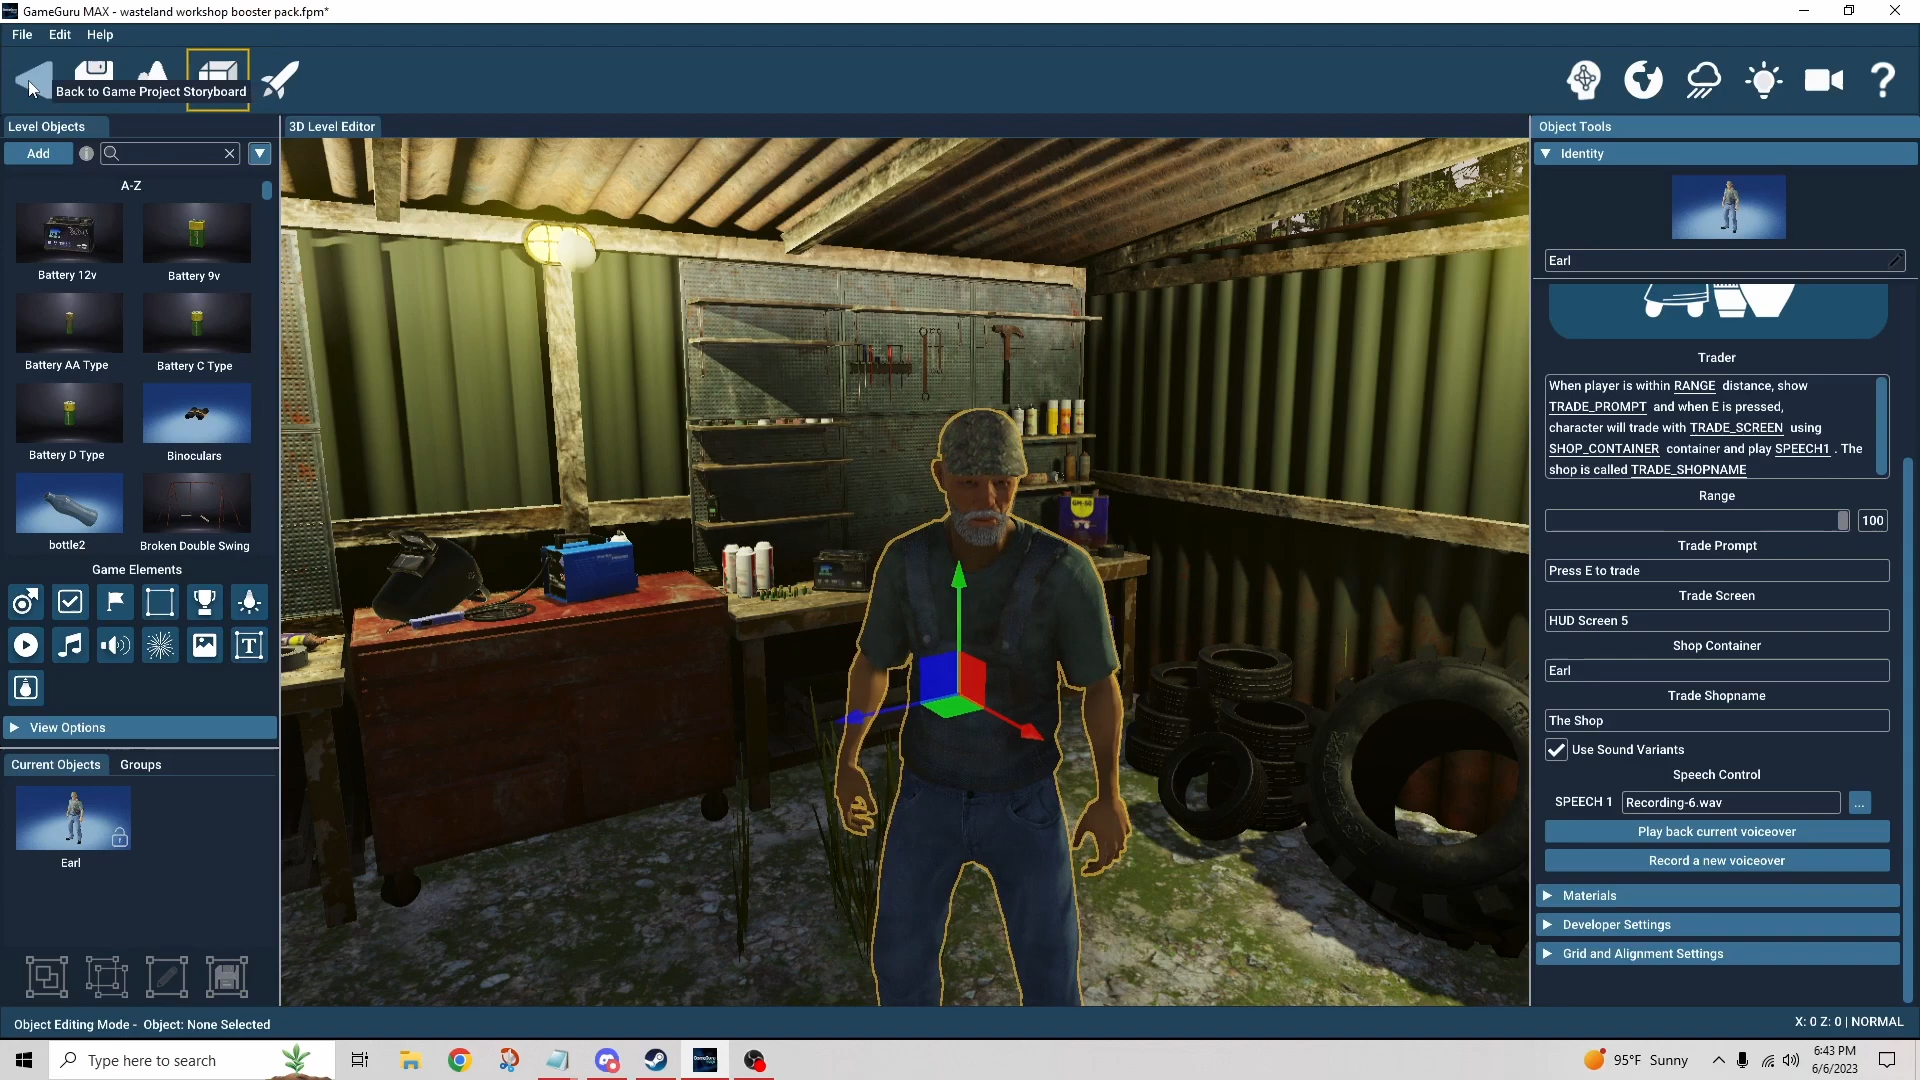 GameGuru MAX - wasteland workshop booster pack.fpm*
File Edit Help
Back to Game Project Storyboard
Level Objects
Add
A-Z
Battery 12v
Battery 9v
Battery AA Type
Battery C Type
Battery D Type
Binoculars
bottle2
Broken Double Swing
Game Elements
View Options
Current Objects Groups
Earl
3D Level Editor
Object Tools
Identity
Earl
Trader
When player is within RANGE distance, show
TRADE_PROMPT and when E is pressed,
character will trade with TRADE_SCREEN using
SHOP_CONTAINER container and play SPEECH1 . The
shop is called TRADE_SHOPNAME
Range
100
Trade Prompt
Press E to trade
Trade Screen
HUD Screen 5
Shop Container
Earl
Trade Shopname
The Shop
Use Sound Variants
Speech Control
SPEECH 1 Recording-6.wav ...
Play back current voiceover
Record a new voiceover
Materials
Developer Settings
Grid and Alignment Settings
Object Editing Mode - Object: None Selected
X: 0 Z: 0 | NORMAL
Type here to search
95°F Sunny
6:43 PM
6/6/2023